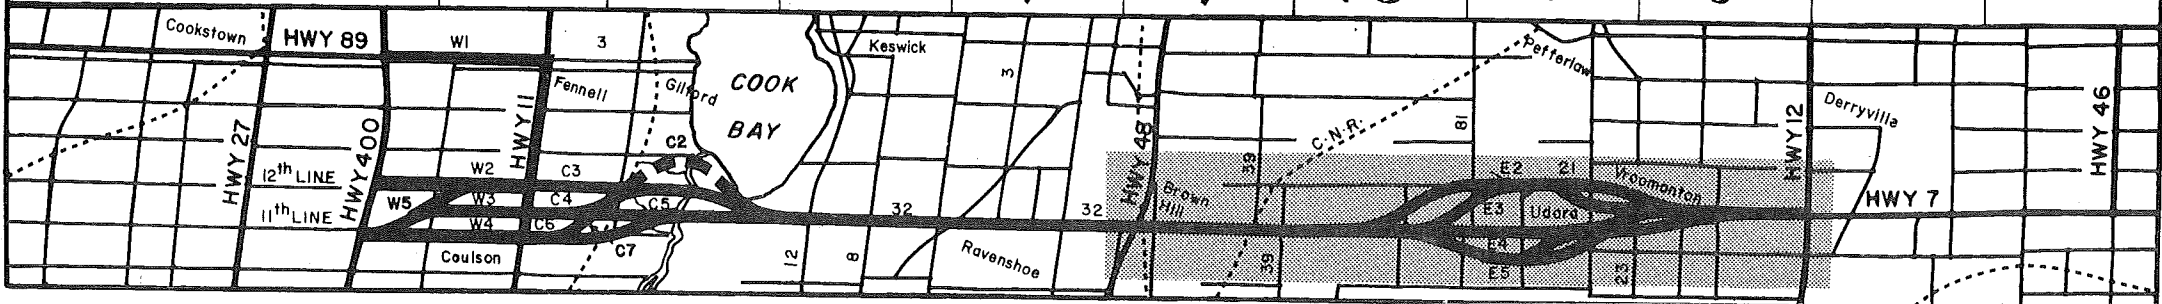 Cookstown
HWY 89
W1
3
COOK
BAY
Keswick
3
Fennell
Gilford
HWY 27
HWY 400
HWY 11
12th LINE
11th LINE
W2
W3
W4
W5
C2
C3
C4
C5
C6
C7
Coulson
32
32
12
8
Ravenshoe
HWY 48
Brown
Hill
39
39
C.N.R.
81
Pefferlaw
E2
21
E3
Udora
E4
E5
Vroomanton
23
HWY 12
Derryville
HWY 7
HWY 46